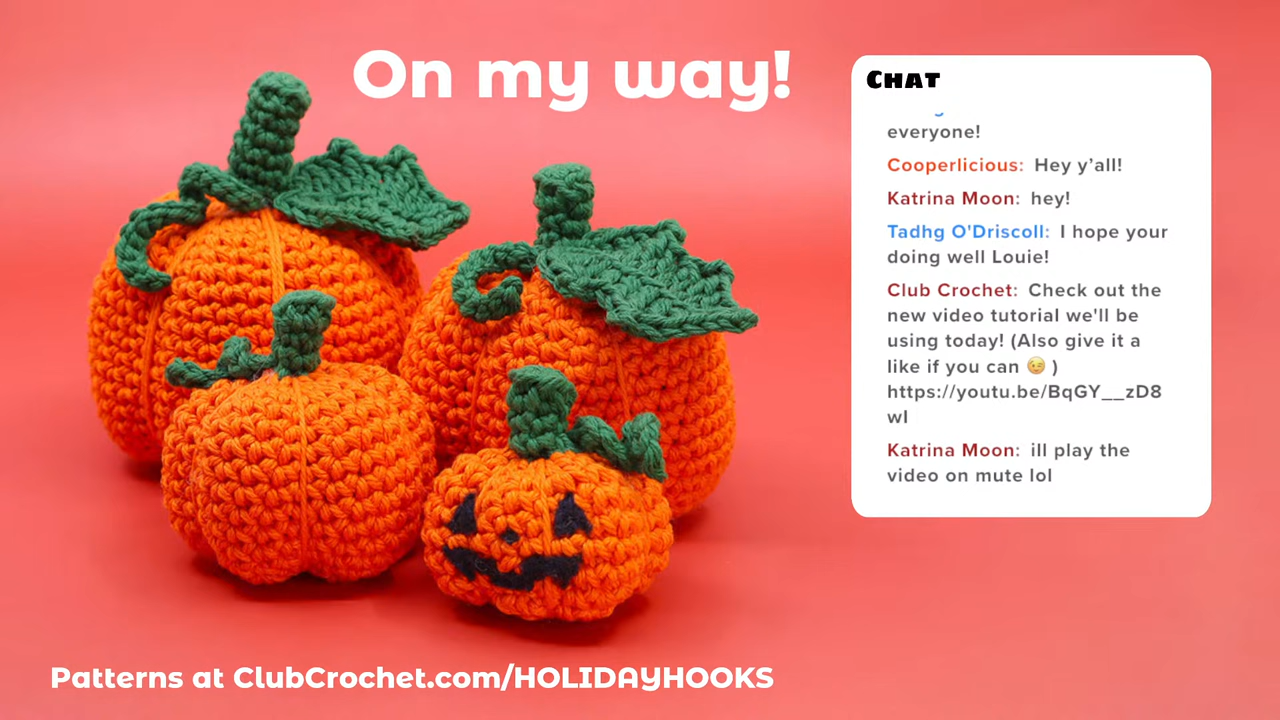 On my way!
CHAT
everyone!
Cooperlicious: Hey y’all!
Katrina Moon: hey!
Tadhg O'Driscoll: I hope your
doing well Louie!
Club Crochet: Check out the
new video tutorial we'll be
using today! (Also give it a
like if you can 😉 )
https://youtu.be/BqGY__zD8
wI
Katrina Moon: ill play the
video on mute lol
Patterns at ClubCrochet.com/HOLIDAYHOOKS